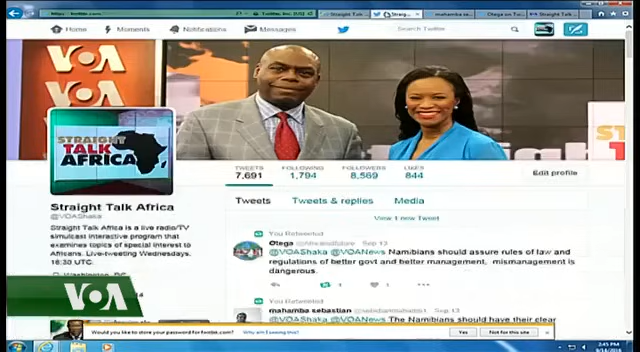 Home
Moments
Notifications
Messages
Search Twitter
VOA
STRAIGHT
TALK
AFRICA
TWEETS
7,691
FOLLOWING
1,794
FOLLOWERS
8,569
LIKES
844
Edit profile
Straight Talk Africa
@VOAShaka
Straight Talk Africa is a live radio/TV
simulcast interactive program that
examines topics of special interest to
Africans. Live-tweeting Wednesdays.
18:30 UTC.
Washington, DC
Tweets
Tweets & replies
Media
View 1 new Tweet
You Retweeted
Otega Sep 13
@VOAShaka @VOANews Namibians should assure rules of law and
regulations of better govt and better management, mismanagement is
dangerous.
You Retweeted
mahamba sebastian
@VOAShaka @VOANews The Namibians should have their clear
VOA
Would you like to store your password for twitter.com?
Why am I seeing this?
Yes
Not for this site
2:45 PM
9/14/2016